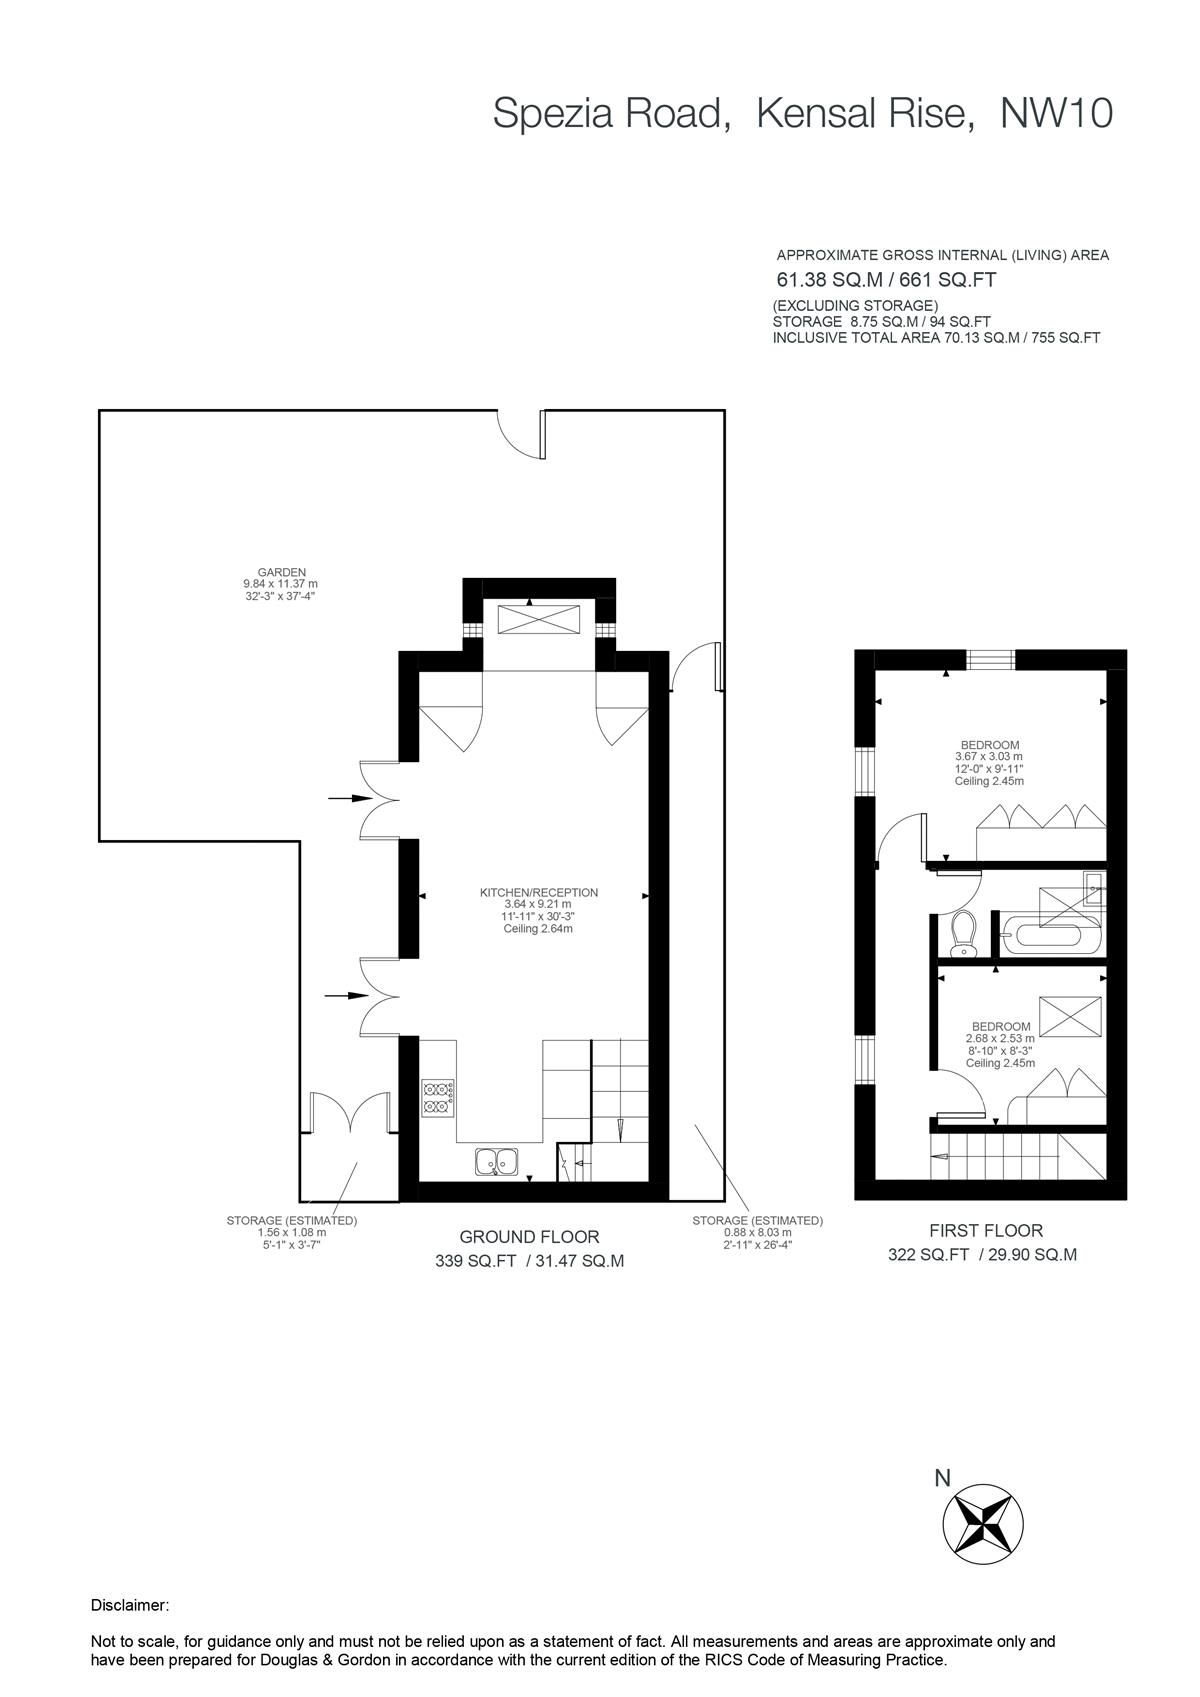 Spezia Road, Kensal Rise, NW10
APPROXIMATE GROSS INTERNAL (LIVING) AREA
61.38 SQ.M / 661 SQ.FT
(EXCLUDING STORAGE)
STORAGE 8.75 SQ.M / 94 SQ.FT
INCLUSIVE TOTAL AREA 70.13 SQ.M / 755 SQ.FT
GARDEN
9.84 x 11.37 m
32'-3" x 37'-4"
KITCHEN/RECEPTION
3.64 x 9.21 m
11'-11" x 30'-3"
Ceiling 2.64m
BEDROOM
3.67 x 3.03 m
12'-0" x 9'-11"
Ceiling 2.45m
BEDROOM
2.68 x 2.53 m
8'-10" x 8'-3"
Ceiling 2.45m
STORAGE (ESTIMATED)
1.56 x 1.08 m
5'-1" x 3'-7"
GROUND FLOOR
339 SQ.FT / 31.47 SQ.M
STORAGE (ESTIMATED)
0.88 x 8.03 m
2'-11" x 26'-4"
FIRST FLOOR
322 SQ.FT / 29.90 SQ.M
N
Disclaimer:
Not to scale, for guidance only and must not be relied upon as a statement of fact. All measurements and areas are approximate only and
have been prepared for Douglas & Gordon in accordance with the current edition of the RICS Code of Measuring Practice.